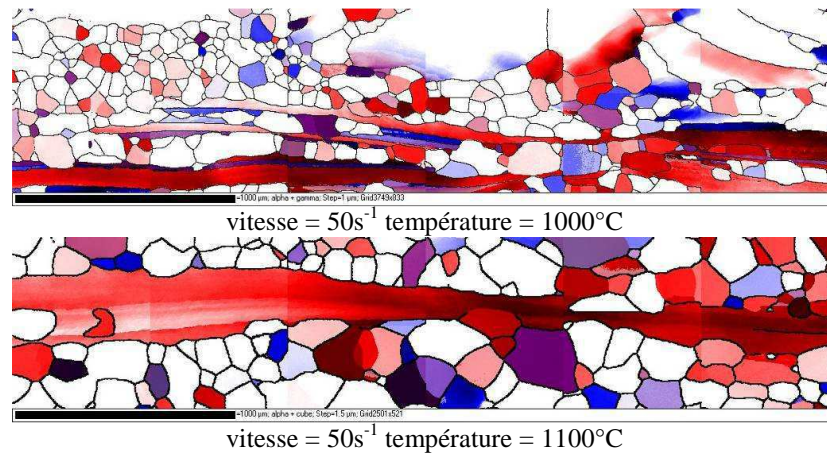 =1000 µm; alpha + gamma; Step=1 µm; Grid3749x833
vitesse = 50s⁻¹ température = 1000°C
=1000 µm; alpha + cube; Step=1.5 µm; Grid2501x521
vitesse = 50s⁻¹ température = 1100°C